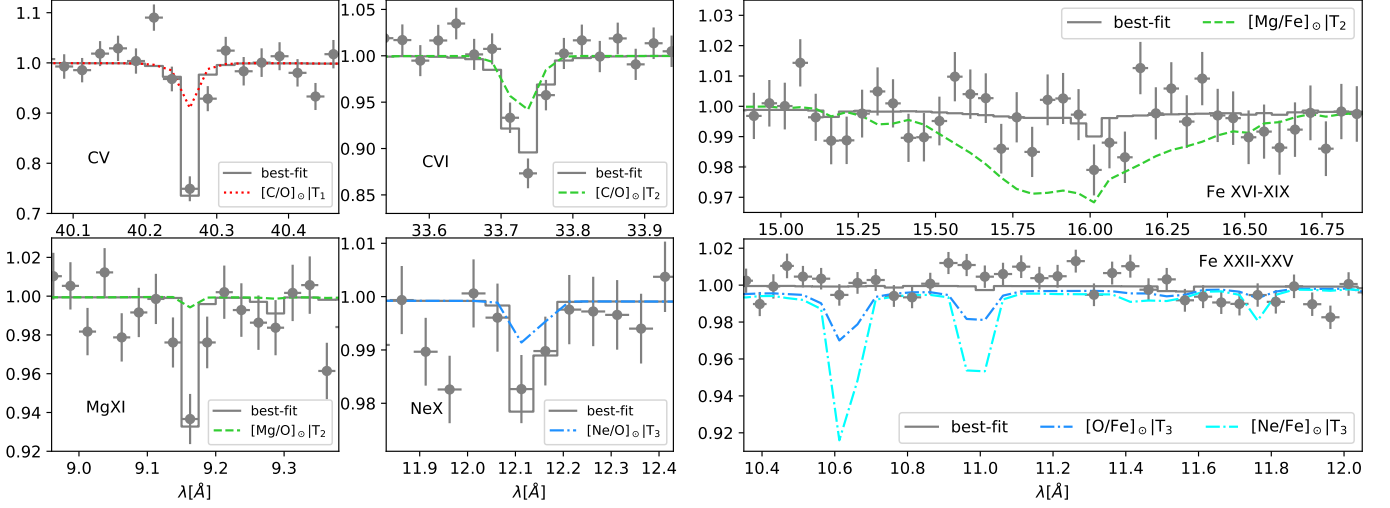 1.1
1.0
0.9
0.8
0.7
CV
best-fit
[C/O]⊙|T1
40.1 40.2 40.3 40.4
1.05
1.00
0.95
0.90
0.85
CVI
best-fit
[C/O]⊙|T2
33.6 33.7 33.8 33.9
1.03
1.02
1.01
1.00
0.99
0.98
0.97
best-fit
[Mg/Fe]⊙|T2
Fe XVI-XIX
15.00 15.25 15.50 15.75 16.00 16.25 16.50 16.75
1.02
1.00
0.98
0.96
0.94
0.92
MgXI
best-fit
[Mg/O]⊙|T2
9.0 9.1 9.2 9.3
λ[Å]
1.01
1.00
0.99
0.98
NeX
best-fit
[Ne/O]⊙|T3
11.9 12.0 12.1 12.2 12.3 12.4
λ[Å]
1.02
1.00
0.98
0.96
0.94
0.92
Fe XXII-XXV
best-fit
[O/Fe]⊙|T3
[Ne/Fe]⊙|T3
10.4 10.6 10.8 11.0 11.2 11.4 11.6 11.8 12.0
λ[Å]